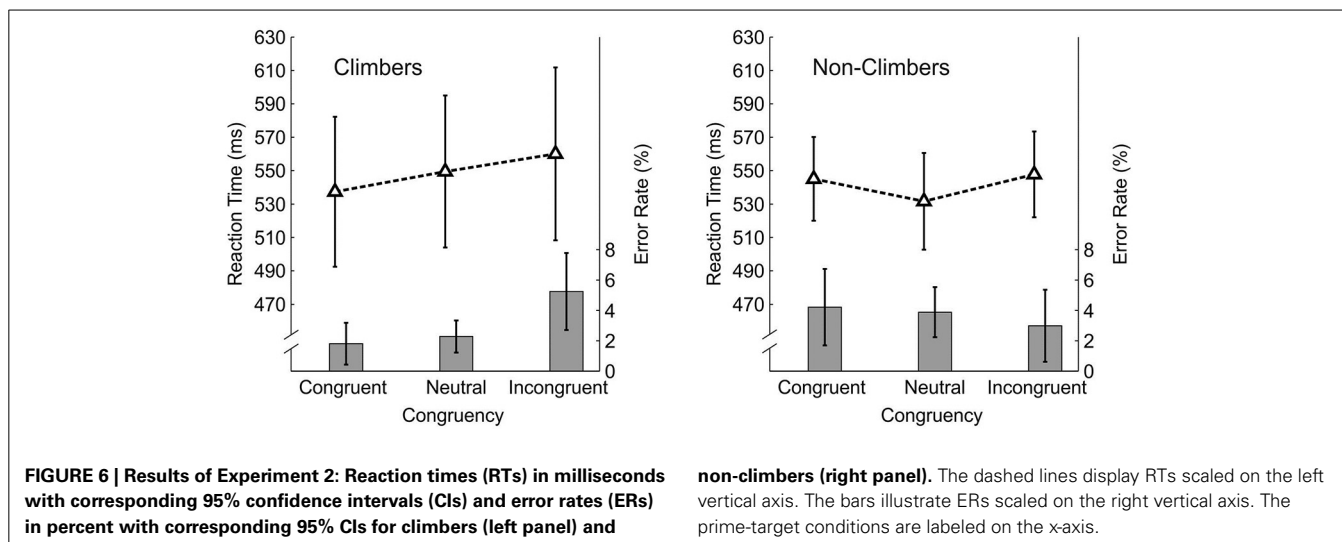 630
610
590
570
550
530
510
490
470
Reaction Time (ms)
Climbers
8
6
4
2
0
Error Rate (%)
Congruent Neutral Incongruent
Congruency
630
610
590
570
550
530
510
490
470
Reaction Time (ms)
Non-Climbers
8
6
4
2
0
Error Rate (%)
Congruent Neutral Incongruent
Congruency
FIGURE 6 | Results of Experiment 2: Reaction times (RTs) in milliseconds
with corresponding 95% confidence intervals (CIs) and error rates (ERs)
in percent with corresponding 95% CIs for climbers (left panel) and
non-climbers (right panel). The dashed lines display RTs scaled on the left
vertical axis. The bars illustrate ERs scaled on the right vertical axis. The
prime-target conditions are labeled on the x-axis.